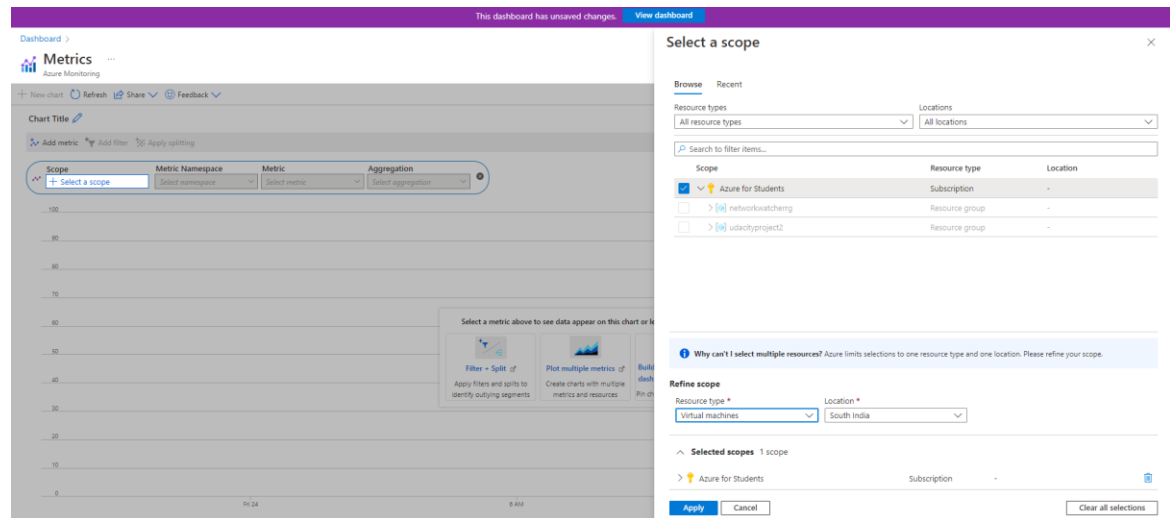 This dashboard has unsaved changes. View dashboard
Dashboard >
Metrics ...
Azure Monitoring
New chart Refresh Share Feedback
Chart Title
Add metric Add filter Apply splitting
Scope Metric Namespace Metric Aggregation
+ Select a scope Select namespace Select metric Select aggregation
100
90
80
70
60
50
40
30
20
10
0
Fri 24 6 AM
Select a metric above to see data appear on this chart or le
Filter + Split Plot multiple metrics Build
dash
Apply filters and splits to Create charts with multiple Pin ch
identify outlying segments metrics and resources
Select a scope
Browse Recent
Resource types Locations
All resource types All locations
Search to filter items...
Scope Resource type Location
Azure for Students Subscription -
networkwatcherrg Resource group -
udacityproject2 Resource group -
Why can't I select multiple resources? Azure limits selections to one resource type and one location. Please refine your scope.
Refine scope
Resource type * Location *
Virtual machines South India
Selected scopes 1 scope
Azure for Students Subscription -
Apply Cancel Clear all selections